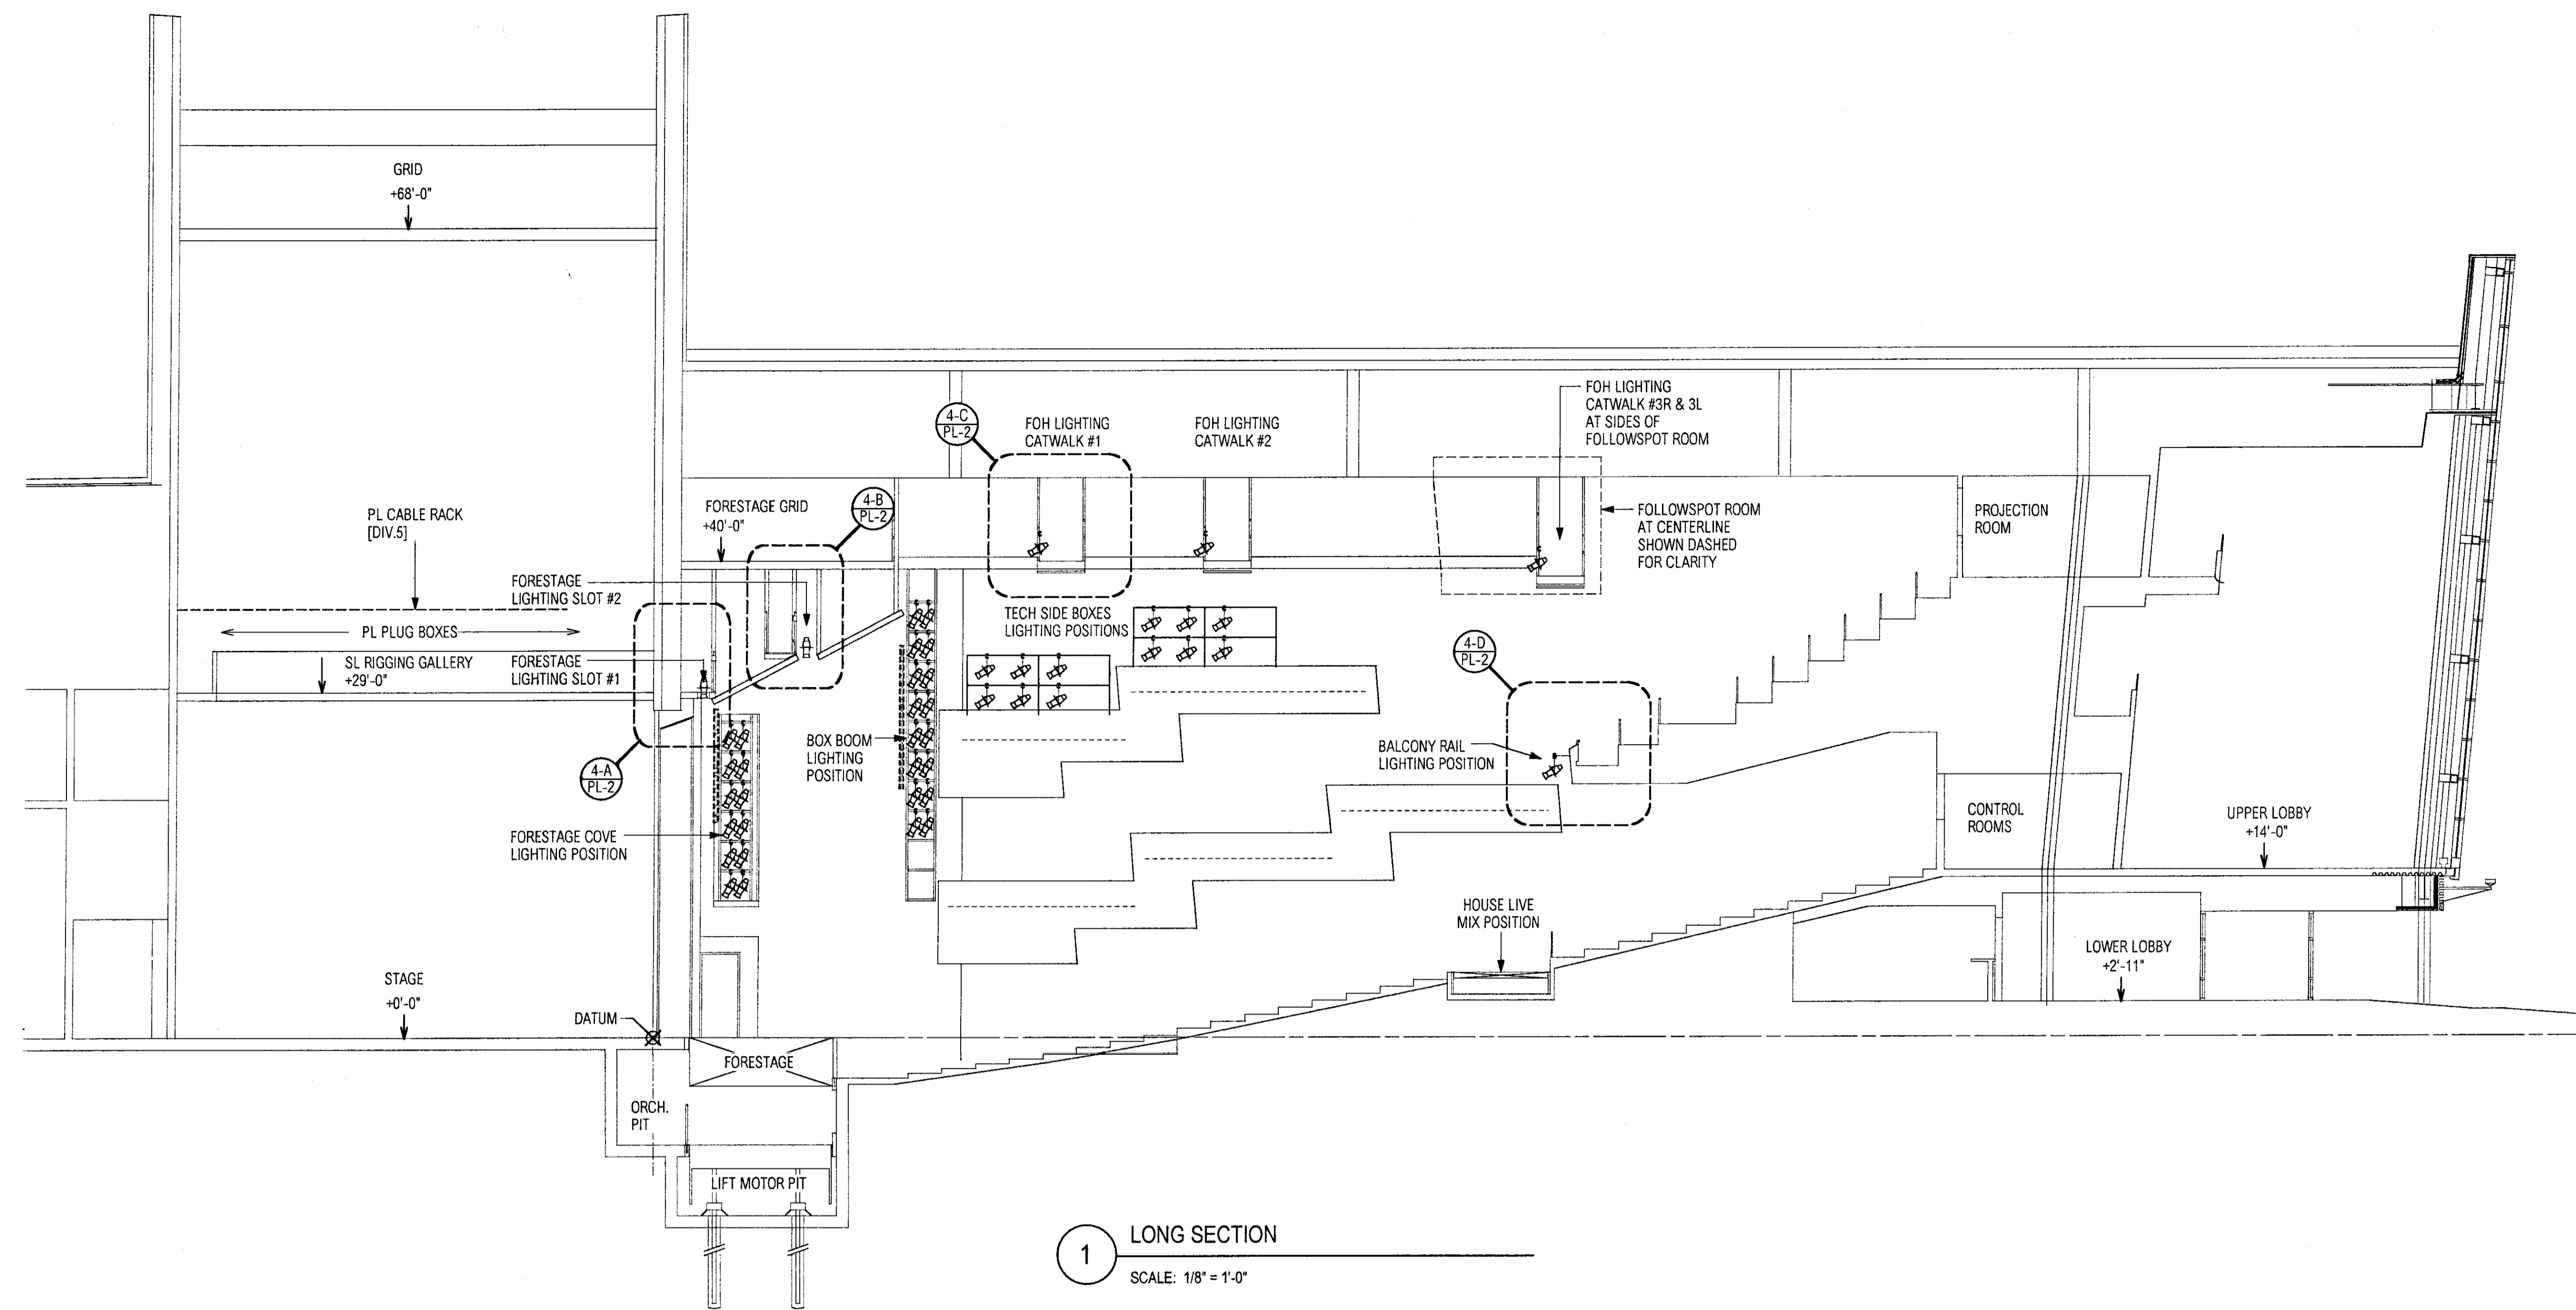 GRID
+68'-0"
FOH LIGHTING
CATWALK #3R & 3L
AT SIDES OF
FOLLOWSPOT ROOM
4-C
PL-2
FOH LIGHTING
CATWALK #1
FOH LIGHTING
CATWALK #2
PL CABLE RACK
[DIV.5]
FORESTAGE GRID
+40'-0"
4-B
PL-2
FOLLOWSPOT ROOM
AT CENTERLINE
SHOWN DASHED
FOR CLARITY
PROJECTION
ROOM
FORESTAGE
LIGHTING SLOT #2
TECH SIDE BOXES
LIGHTING POSITIONS
PL PLUG BOXES
SL RIGGING GALLERY
+29'-0"
FORESTAGE
LIGHTING SLOT #1
4-D
PL-2
BOX BOOM
LIGHTING
POSITION
BALCONY RAIL
LIGHTING POSITION
4-A
PL-2
FORESTAGE COVE
LIGHTING POSITION
CONTROL
ROOMS
UPPER LOBBY
+14'-0"
HOUSE LIVE
MIX POSITION
LOWER LOBBY
+2'-11"
STAGE
+0'-0"
DATUM
FORESTAGE
ORCH.
PIT
LIFT MOTOR PIT
1
LONG SECTION
SCALE: 1/8" = 1'-0"